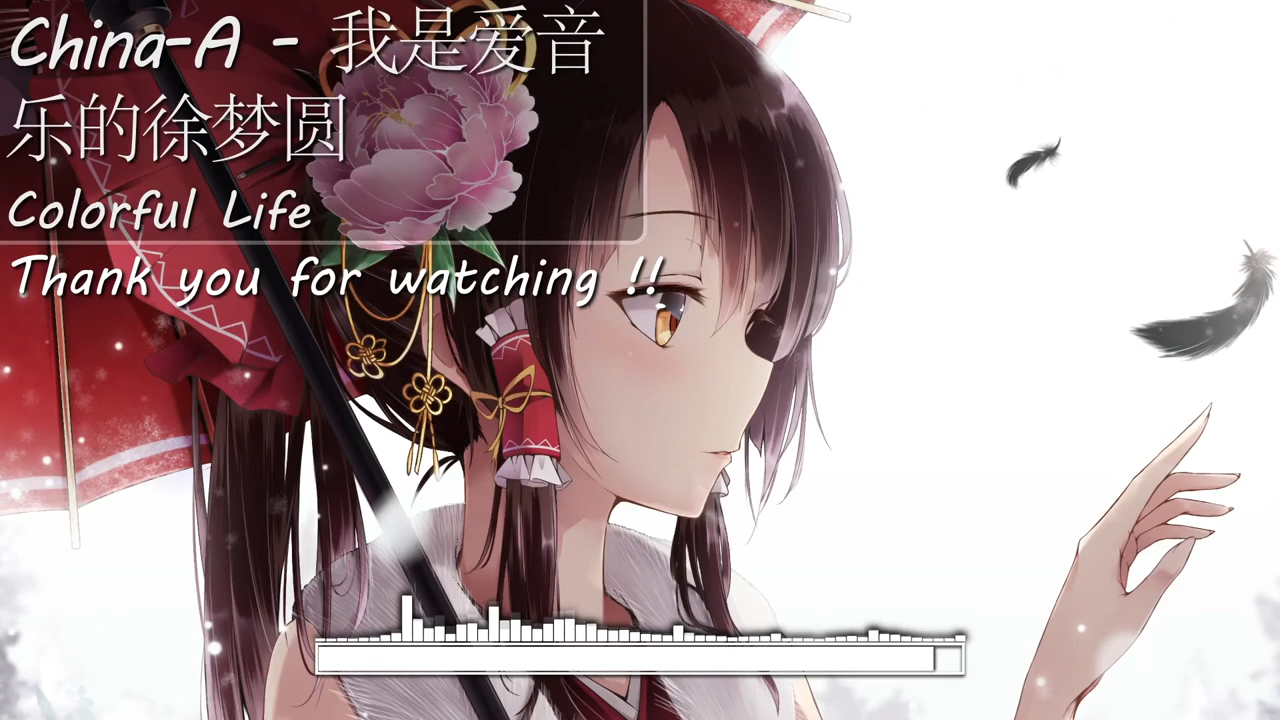 China-A - 我是爱音
乐的徐梦圆
Colorful Life
Thank you for watching !!